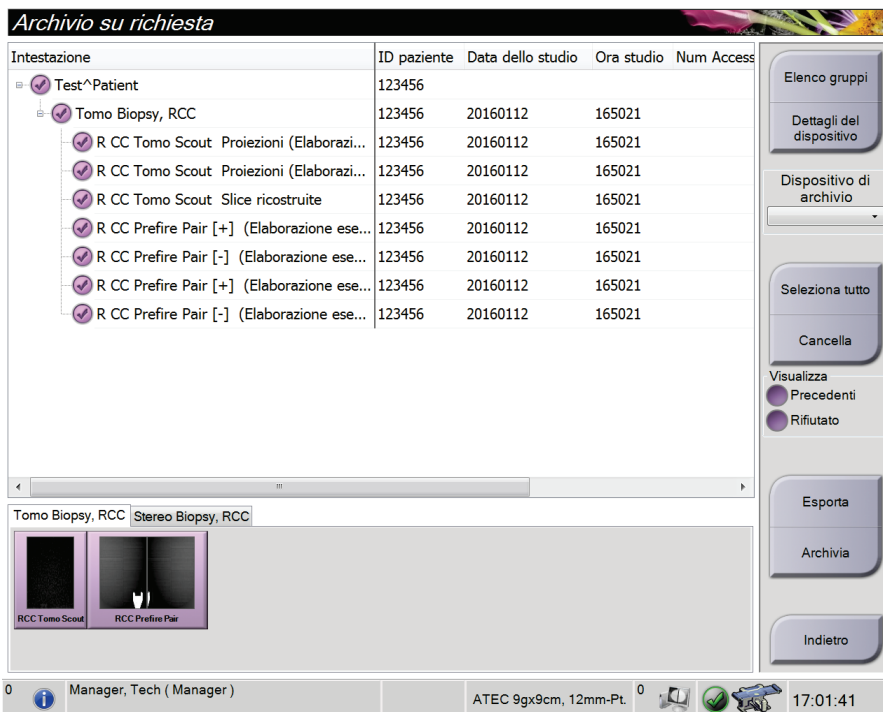 Archivio su richiesta
Intestazione ID paziente Data dello studio Ora studio Num Access
Test^Patient 123456
Tomo Biopsy, RCC 123456 20160112 165021
R CC Tomo Scout Proiezioni (Elaborazi... 123456 20160112 165021
R CC Tomo Scout Proiezioni (Elaborazi... 123456 20160112 165021
R CC Tomo Scout Slice ricostruite 123456 20160112 165021
R CC Prefire Pair [+] (Elaborazione ese... 123456 20160112 165021
R CC Prefire Pair [-] (Elaborazione ese... 123456 20160112 165021
R CC Prefire Pair [+] (Elaborazione ese... 123456 20160112 165021
R CC Prefire Pair [-] (Elaborazione ese... 123456 20160112 165021
Elenco gruppi
Dettagli del
dispositivo
Dispositivo di
archivio
Seleziona tutto
Cancella
Visualizza
Precedenti
Rifiutato
Esporta
Archivia
Indietro
Tomo Biopsy, RCC Stereo Biopsy, RCC
RCC Tomo Scout RCC Prefire Pair
0 Manager, Tech ( Manager ) ATEC 9gx9cm, 12mm-Pt. 0 17:01:41